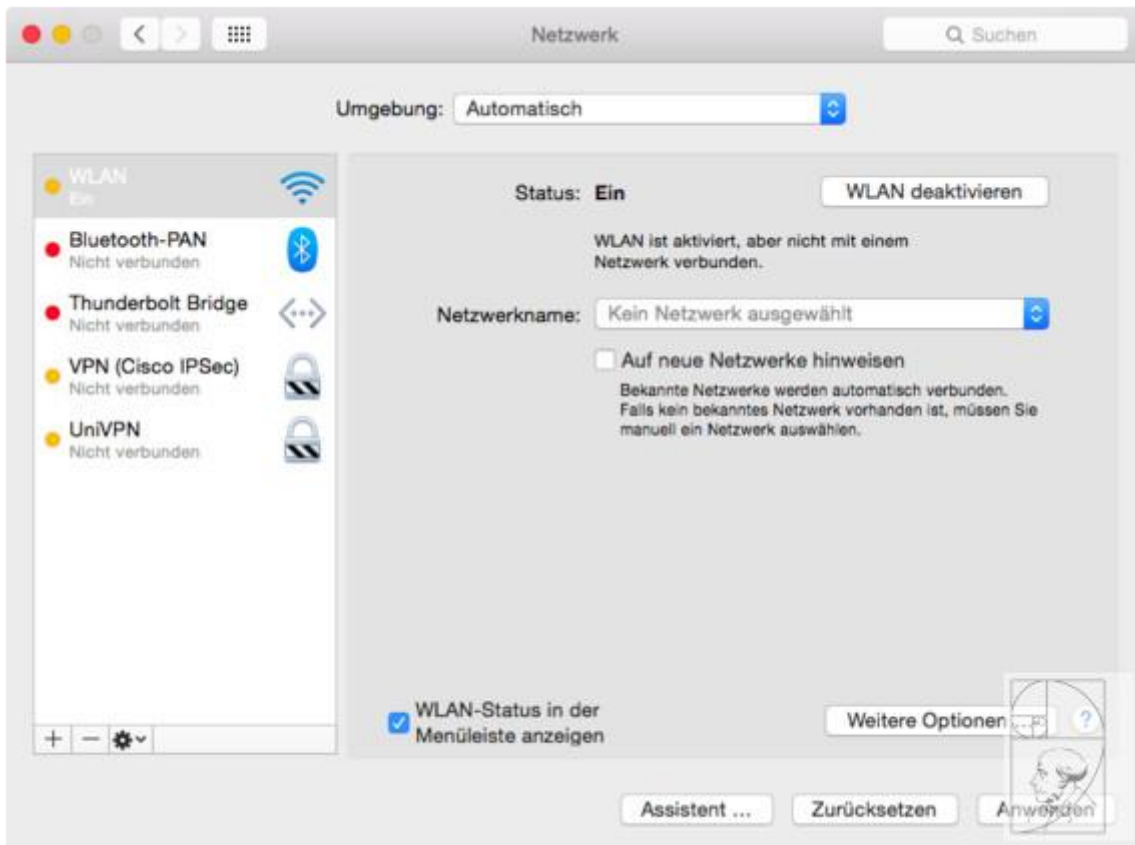 Netzwerk
Suchen
Umgebung: Automatisch
WLAN
Ein
Bluetooth-PAN
Nicht verbunden
Thunderbolt Bridge
Nicht verbunden
VPN (Cisco IPSec)
Nicht verbunden
UniVPN
Nicht verbunden
Status: Ein
WLAN deaktivieren
WLAN ist aktiviert, aber nicht mit einem
Netzwerk verbunden.
Netzwerkname: Kein Netzwerk ausgewählt
Auf neue Netzwerke hinweisen
Bekannte Netzwerke werden automatisch verbunden.
Falls kein bekanntes Netzwerk vorhanden ist, müssen Sie
manuell ein Netzwerk auswählen.
WLAN-Status in der
Menüleiste anzeigen
Weitere Optionen ...
?
Assistent ...
Zurücksetzen
Anwenden